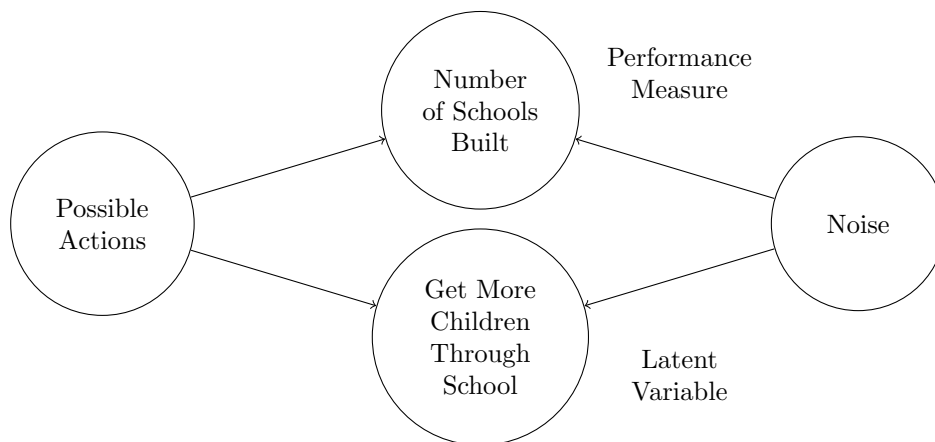 Number
of Schools
Built
Performance
Measure
Possible
Actions
Noise
Get More
Children
Through
School
Latent
Variable